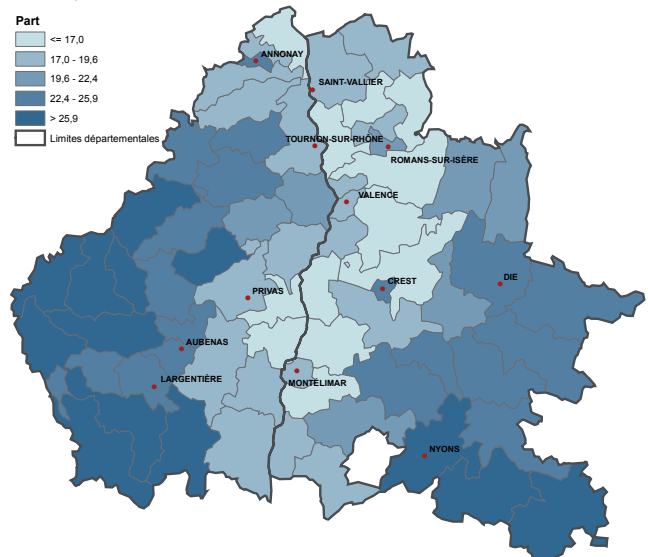 Part
<= 17,0
17,0 - 19,6
19,6 - 22,4
22,4 - 25,9
> 25,9
Limites départementales
ANNONAY
SAINT-VALLIER
TOURNON-SUR-RHÔNE
ROMANS-SUR-ISÈRE
VALENCE
CREST
DIE
PRIVAS
AUBENAS
LARGENTIÈRE
MONTÉLIMAR
NYONS